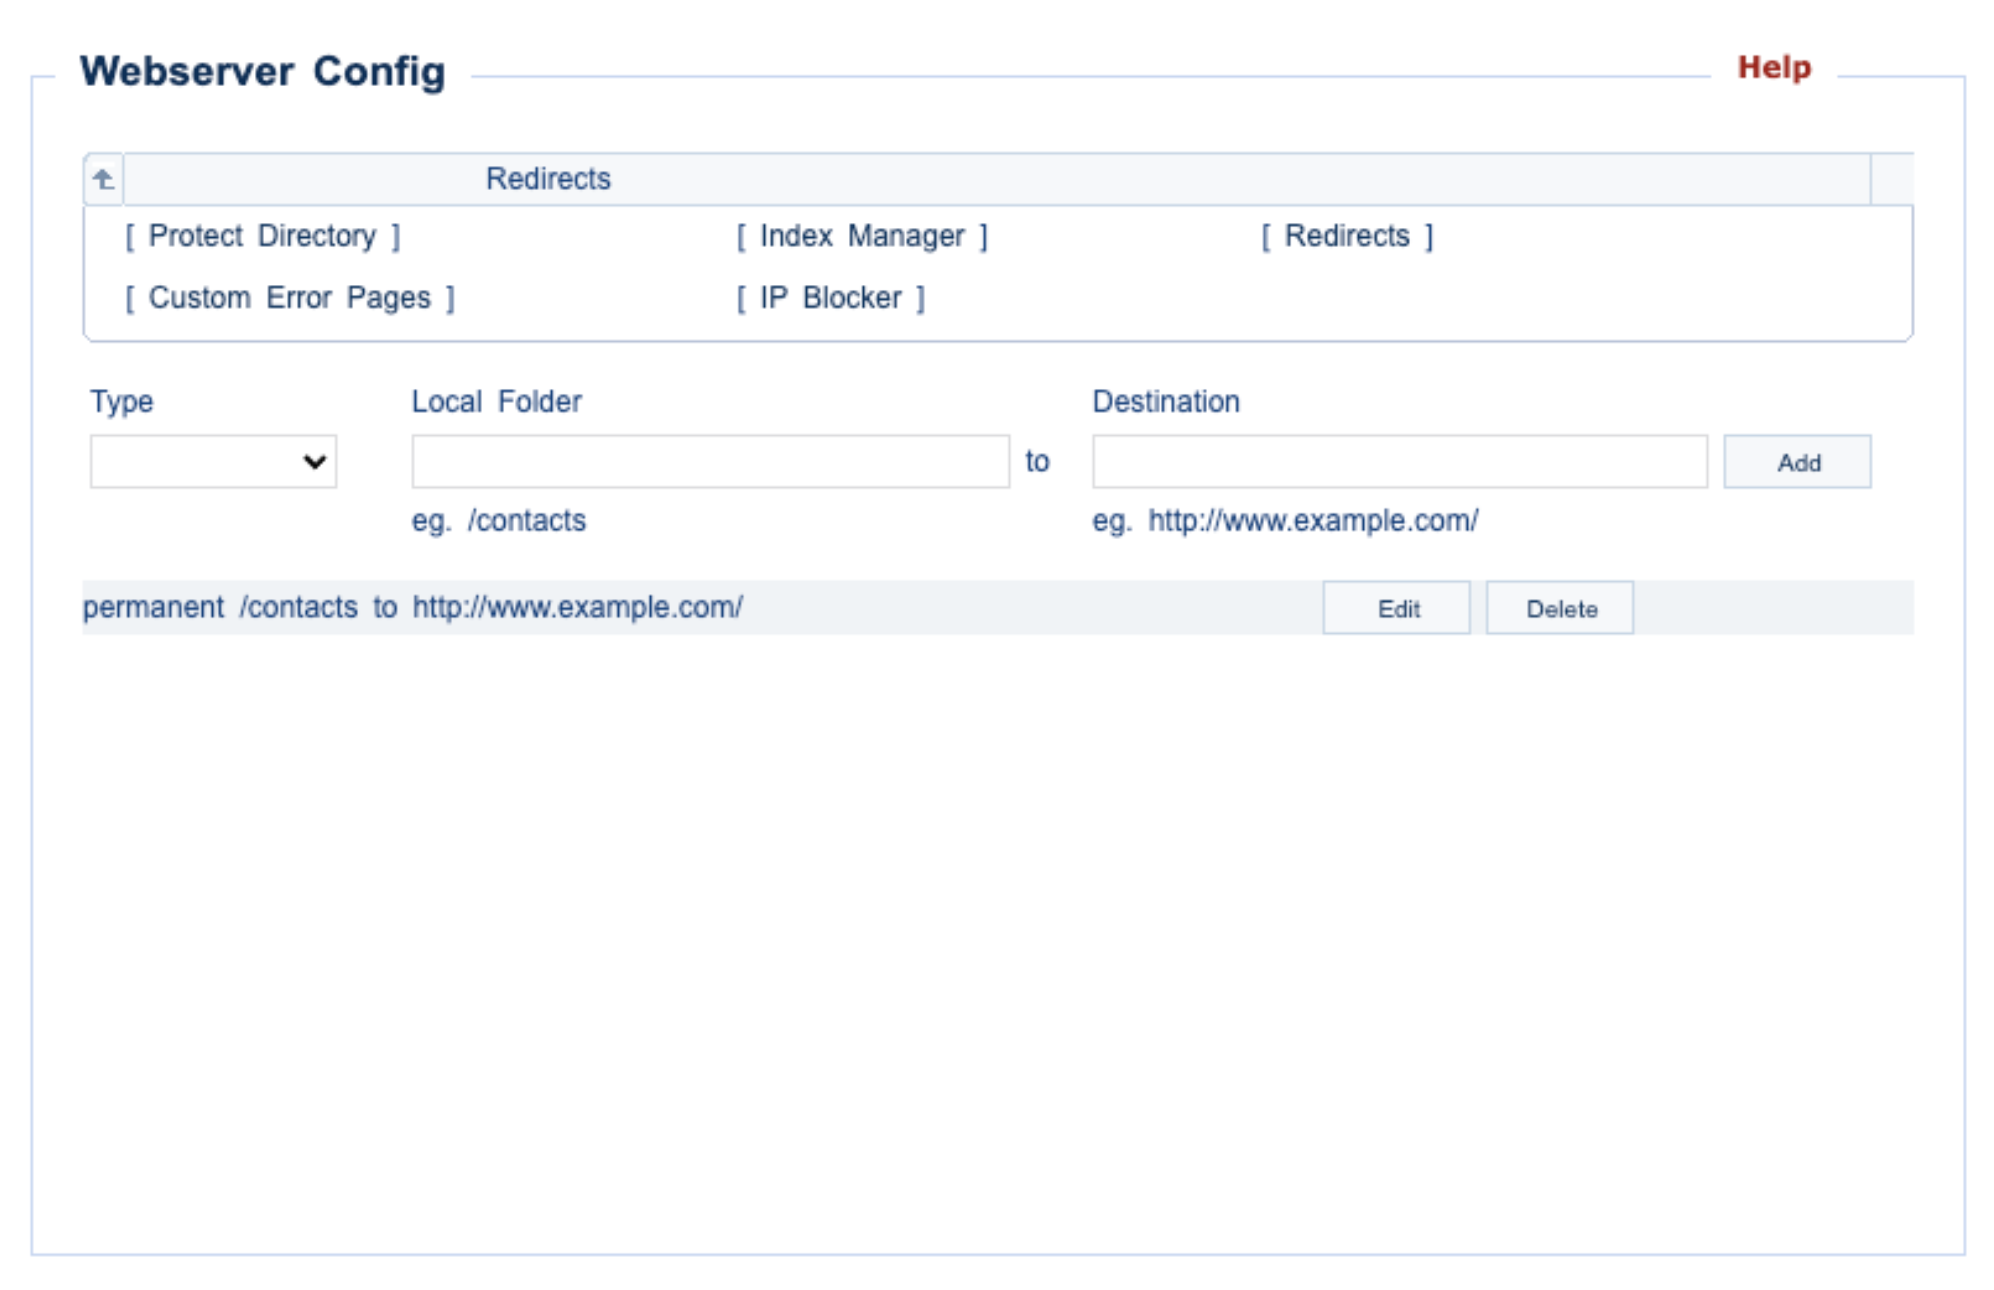 Webserver Config Help
Redirects
[ Protect Directory ] [ Index Manager ] [ Redirects ]
[ Custom Error Pages ] [ IP Blocker ]
Type Local Folder Destination
to Add
eg. /contacts eg. http://www.example.com/
permanent /contacts to http://www.example.com/ Edit Delete